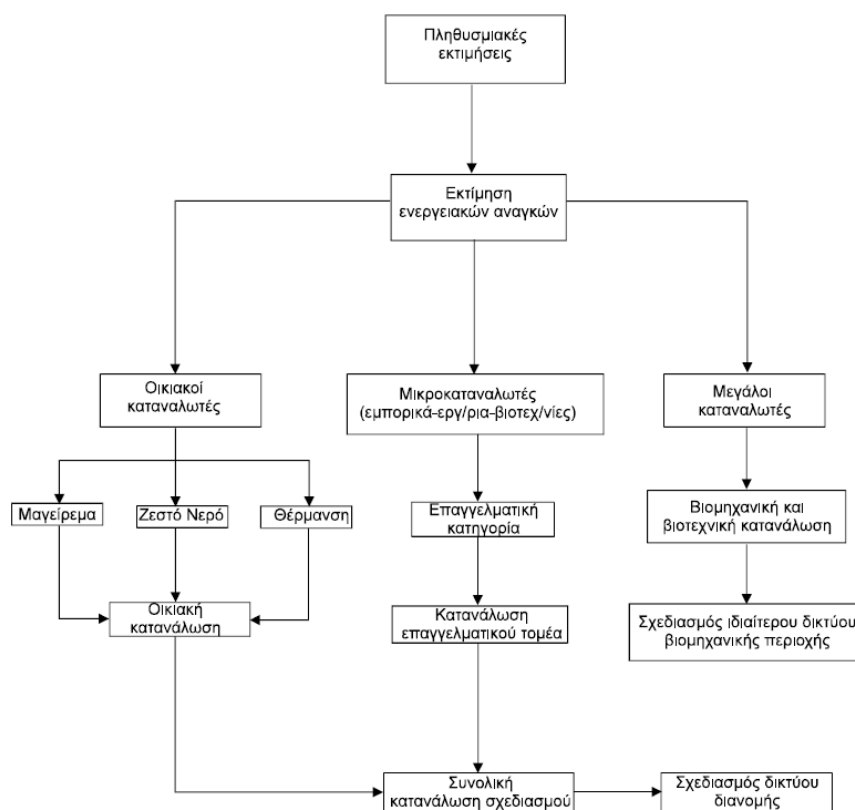 Πληθυσμιακές
εκτιμήσεις
Εκτίμηση
ενεργειακών αναγκών
Οικιακοί
καταναλωτές
Μικροκαταναλωτές
(εμπορικά-εργ/ρια-βιοτεχ/νίες)
Μεγάλοι
καταναλωτές
Μαγείρεμα
Ζεστό Νερό
Θέρμανση
Επαγγελματική
κατηγορία
Βιομηχανική και
βιοτεχνική κατανάλωση
Οικιακή
κατανάλωση
Κατανάλωση
επαγγελματικού τομέα
Σχεδιασμός ιδιαίτερου δικτύου
βιομηχανικής περιοχής
Συνολική
κατανάλωση σχεδιασμού
Σχεδιασμός δικτύου
διανομής